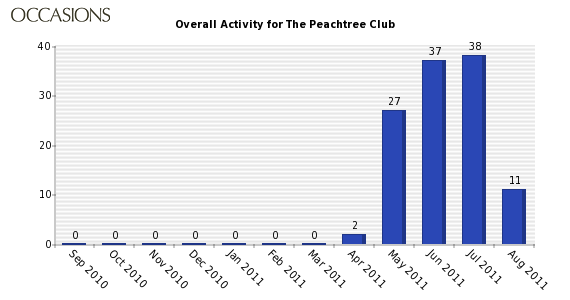 OCCASIONS
Overall Activity for The Peachtree Club
40
30
20
10
0
0 0 0 0 0 0 0 2 27 37 38 11
Sep 2010 Oct 2010 Nov 2010 Dec 2010 Jan 2011 Feb 2011 Mar 2011 Apr 2011 May 2011 Jun 2011 Jul 2011 Aug 2011